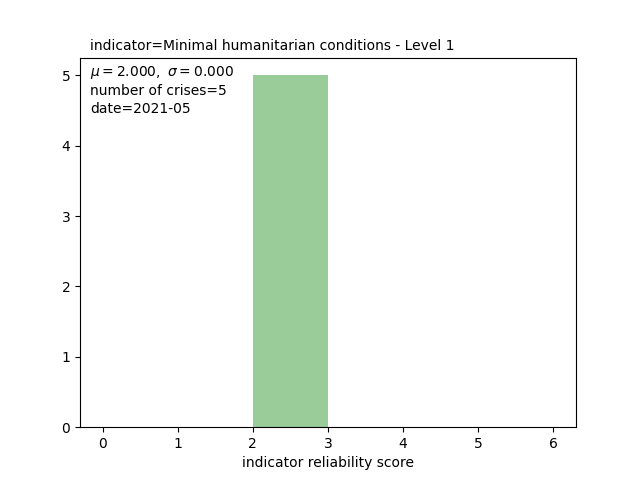 indicator=Minimal humanitarian conditions - Level 1
μ = 2.000, σ = 0.000
number of crises=5
date=2021-05
5
4
3
2
1
0
0 1 2 3 4 5 6
indicator reliability score